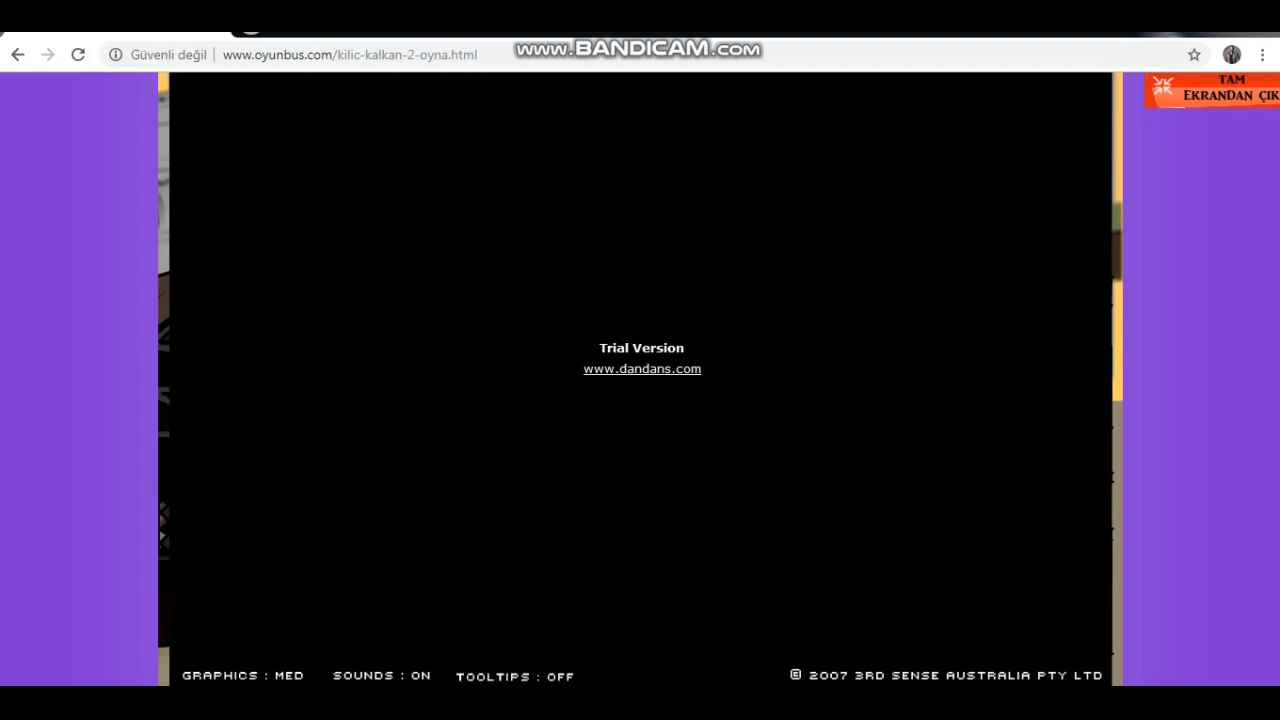 www.BANDICAM.com
Güvenli değil
www.oyunbus.com/kilic-kalkan-2-oyna.html
TAM
EKRANDAN ÇIK
Trial Version
www.dandans.com
GRAPHICS : MED SOUNDS : ON TOOLTIPS : OFF
© 2007 3RD SENSE AUSTRALIA PTY LTD